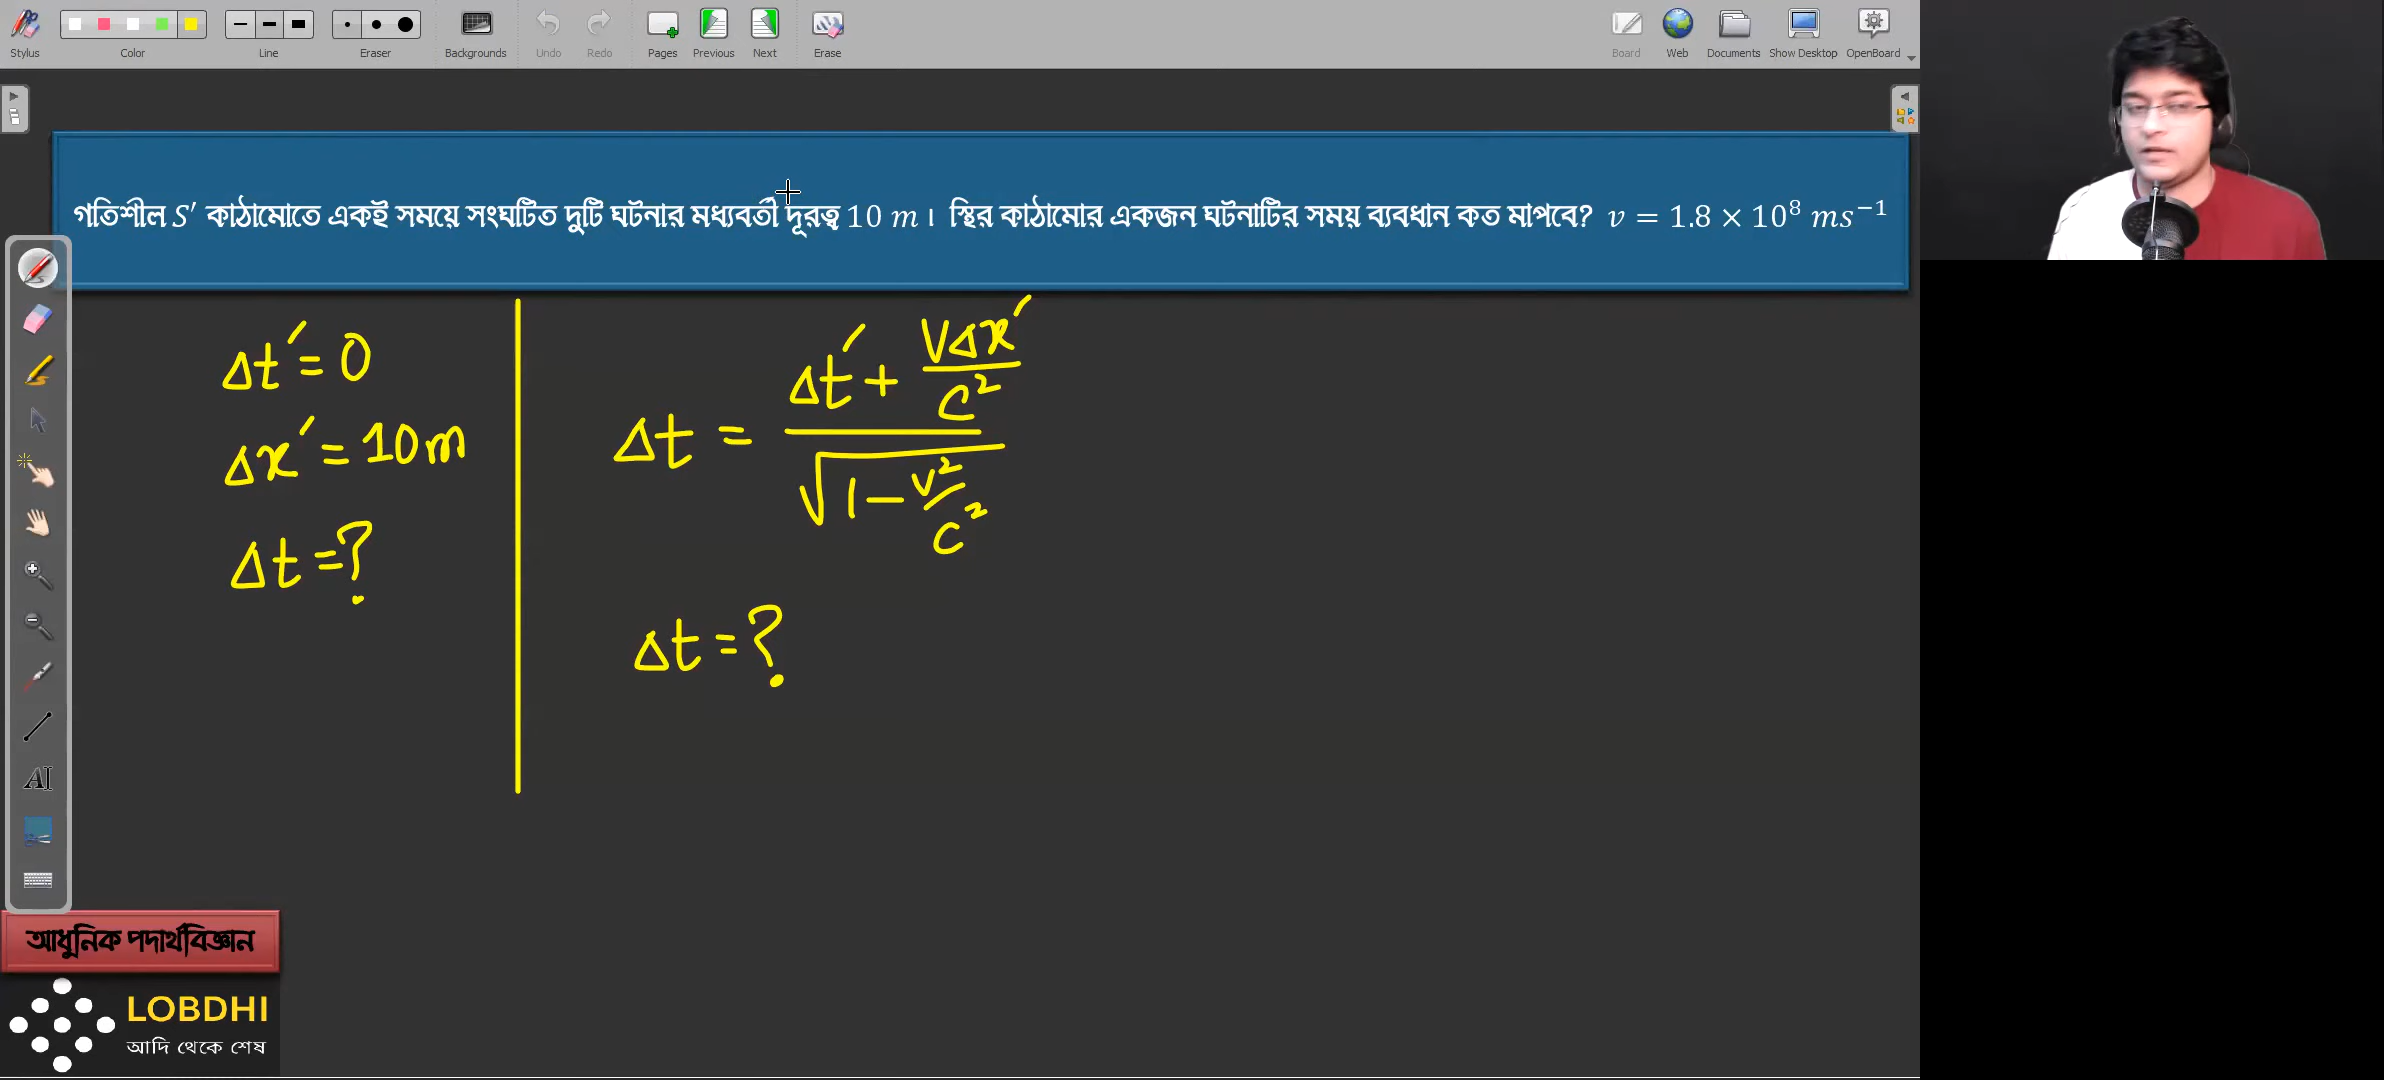 Stylus Color Line Eraser Backgrounds Undo Redo Pages Previous Next Erase Board Web Documents Show Desktop OpenBoard
গতিশীল S′ কাঠামোতে একই সময়ে সংঘটিত দুটি ঘটনার মধ্যবর্তী দূরত্ব 10 m । স্থির কাঠামোর একজন ঘটনাটির সময় ব্যবধান কত মাপবে? v = 1.8 × 10⁸ ms⁻¹
Δt′ = 0
Δx′ = 10m
Δt = ?
Δt = (Δt′ + VΔx′/C²) / √(1 − V²/C²)
Δt = ?
AI
আধুনিক পদার্থবিজ্ঞান
LOBDHI
আদি থেকে শেষ